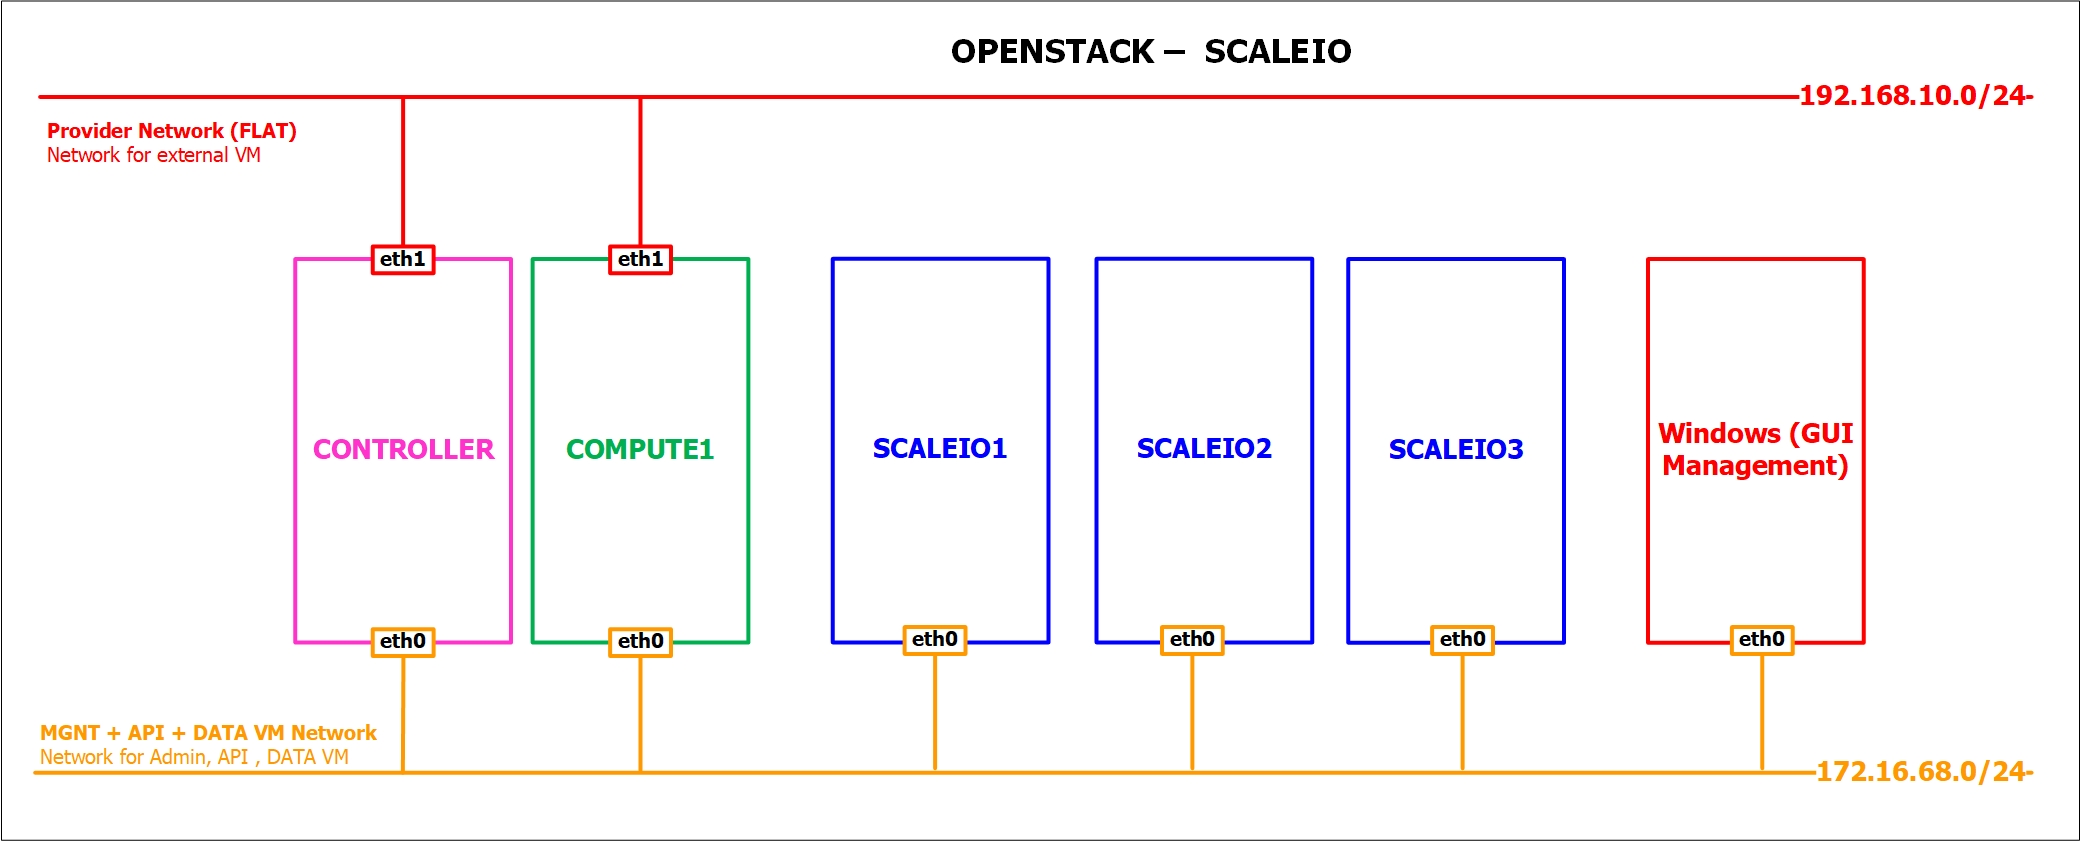 OPENSTACK – SCALEIO
192.168.10.0/24-
Provider Network (FLAT)
Network for external VM
eth1
eth1
CONTROLLER
COMPUTE1
SCALEIO1
SCALEIO2
SCALEIO3
Windows (GUI
Management)
eth0
eth0
eth0
eth0
eth0
eth0
MGNT + API + DATA VM Network
Network for Admin, API , DATA VM
172.16.68.0/24-